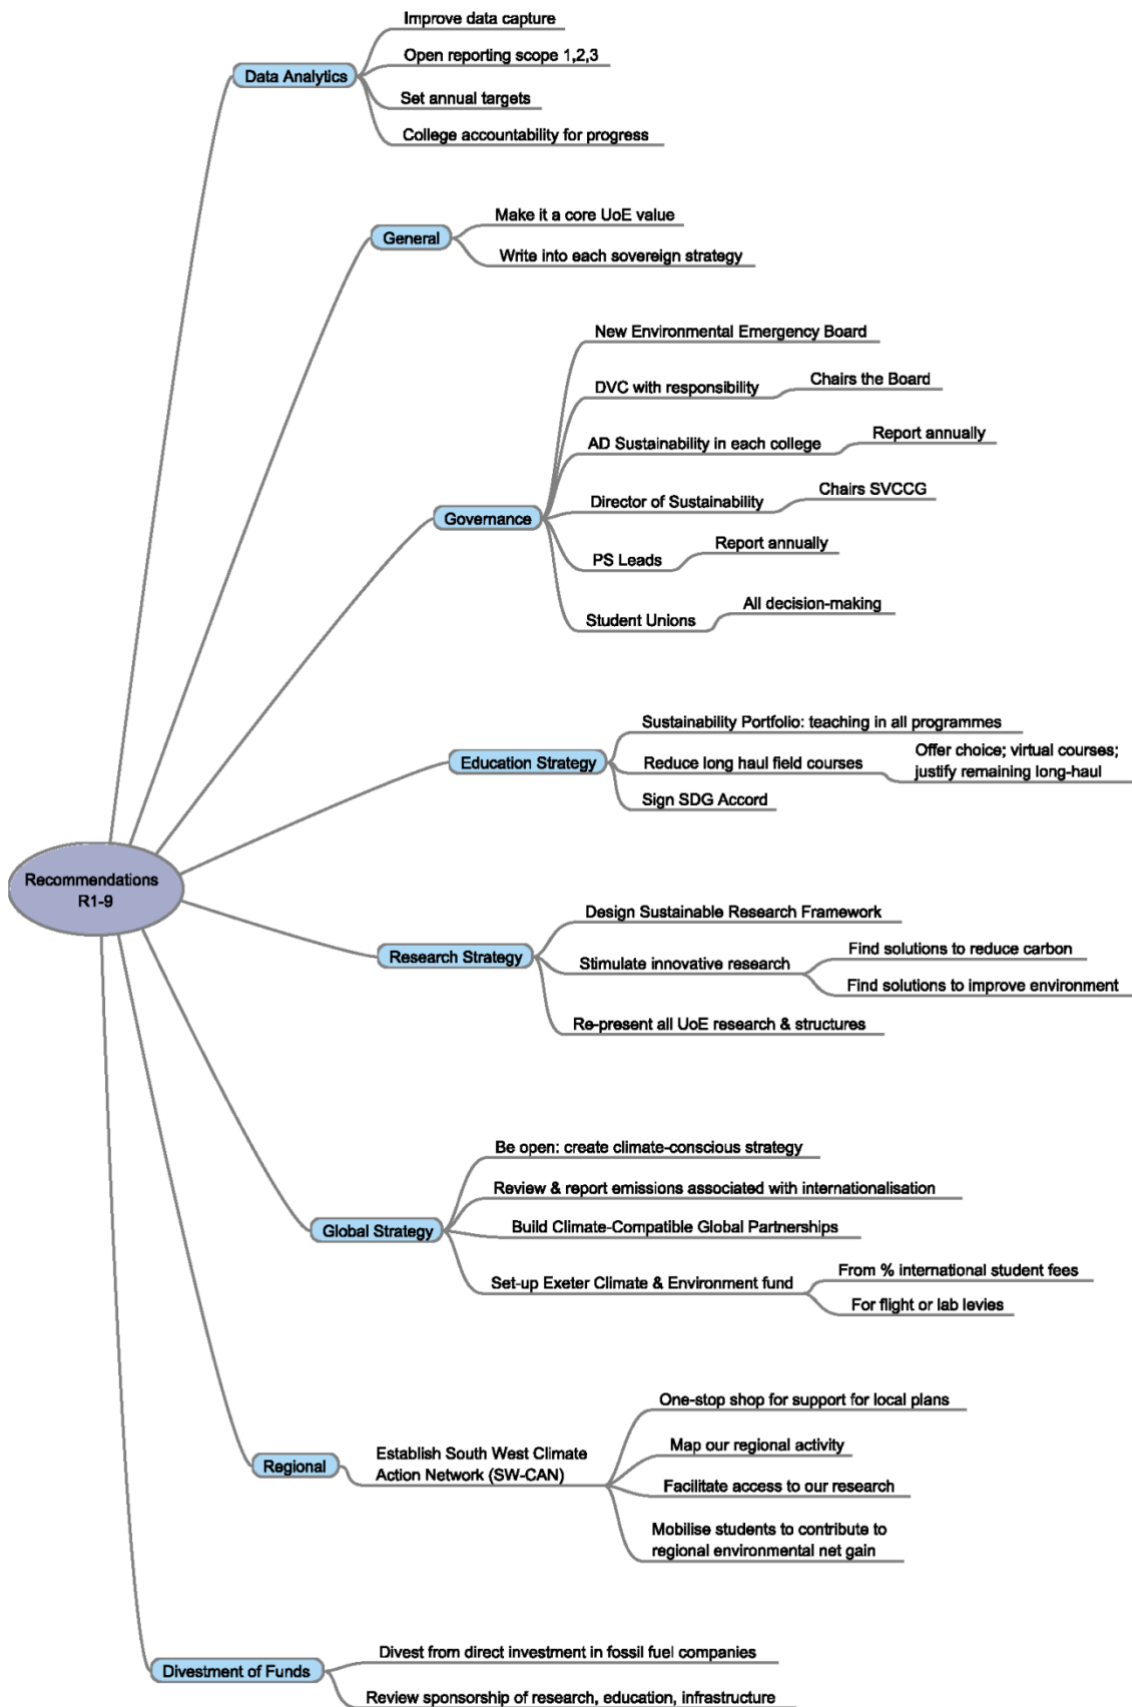 Improve data capture
Open reporting scope 1,2,3
Data Analytics
Set annual targets
College accountability for progress
Make it a core UoE value
General
Write into each sovereign strategy
New Environmental Emergency Board
DVC with responsibility
Chairs the Board
AD Sustainability in each college
Report annually
Director of Sustainability
Chairs SVCCG
Governance
PS Leads
Report annually
Student Unions
All decision-making
Sustainability Portfolio: teaching in all programmes
Education Strategy
Reduce long haul field courses
Offer choice; virtual courses;
justify remaining long-haul
Sign SDG Accord
Recommendations
R1-9
Design Sustainable Research Framework
Research Strategy
Stimulate innovative research
Find solutions to reduce carbon
Find solutions to improve environment
Re-present all UoE research & structures
Be open: create climate-conscious strategy
Review & report emissions associated with internationalisation
Global Strategy
Build Climate-Compatible Global Partnerships
Set-up Exeter Climate & Environment fund
From % international student fees
For flight or lab levies
Regional
Establish South West Climate
Action Network (SW-CAN)
One-stop shop for support for local plans
Map our regional activity
Facilitate access to our research
Mobilise students to contribute to
regional environmental net gain
Divestment of Funds
Divest from direct investment in fossil fuel companies
Review sponsorship of research, education, infrastructure